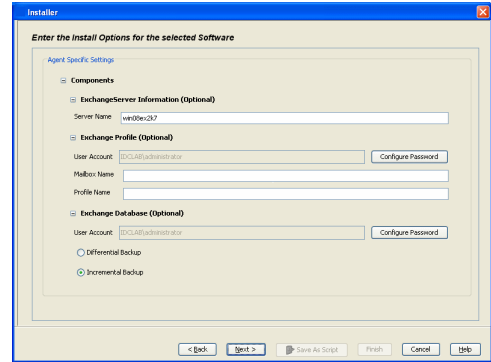 Installer
Enter the Install Options for the selected Software
Agent Specific Settings
Components
ExchangeServer Information (Optional)
Server Name win08ex2k7
Exchange Profile (Optional)
User Account IDCLAB\administrator Configure Password
Mailbox Name
Profile Name
Exchange Database (Optional)
User Account IDCLAB\administrator Configure Password
Differential Backup
Incremental Backup
< Back Next > Save As Script Finish Cancel Help